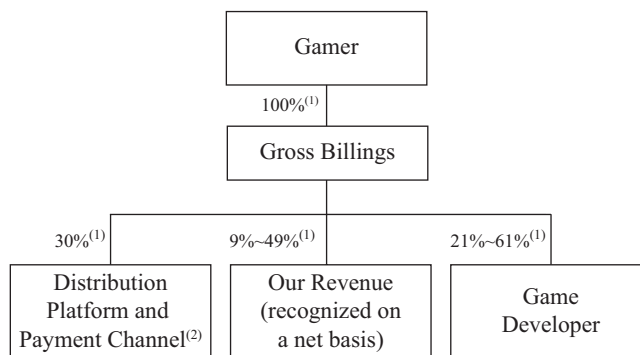 Gamer
100%(1)
Gross Billings
30%(1)
9%~49%(1)
21%~61%(1)
Distribution
Platform and
Payment Channel(2)
Our Revenue
(recognized on
a net basis)
Game
Developer